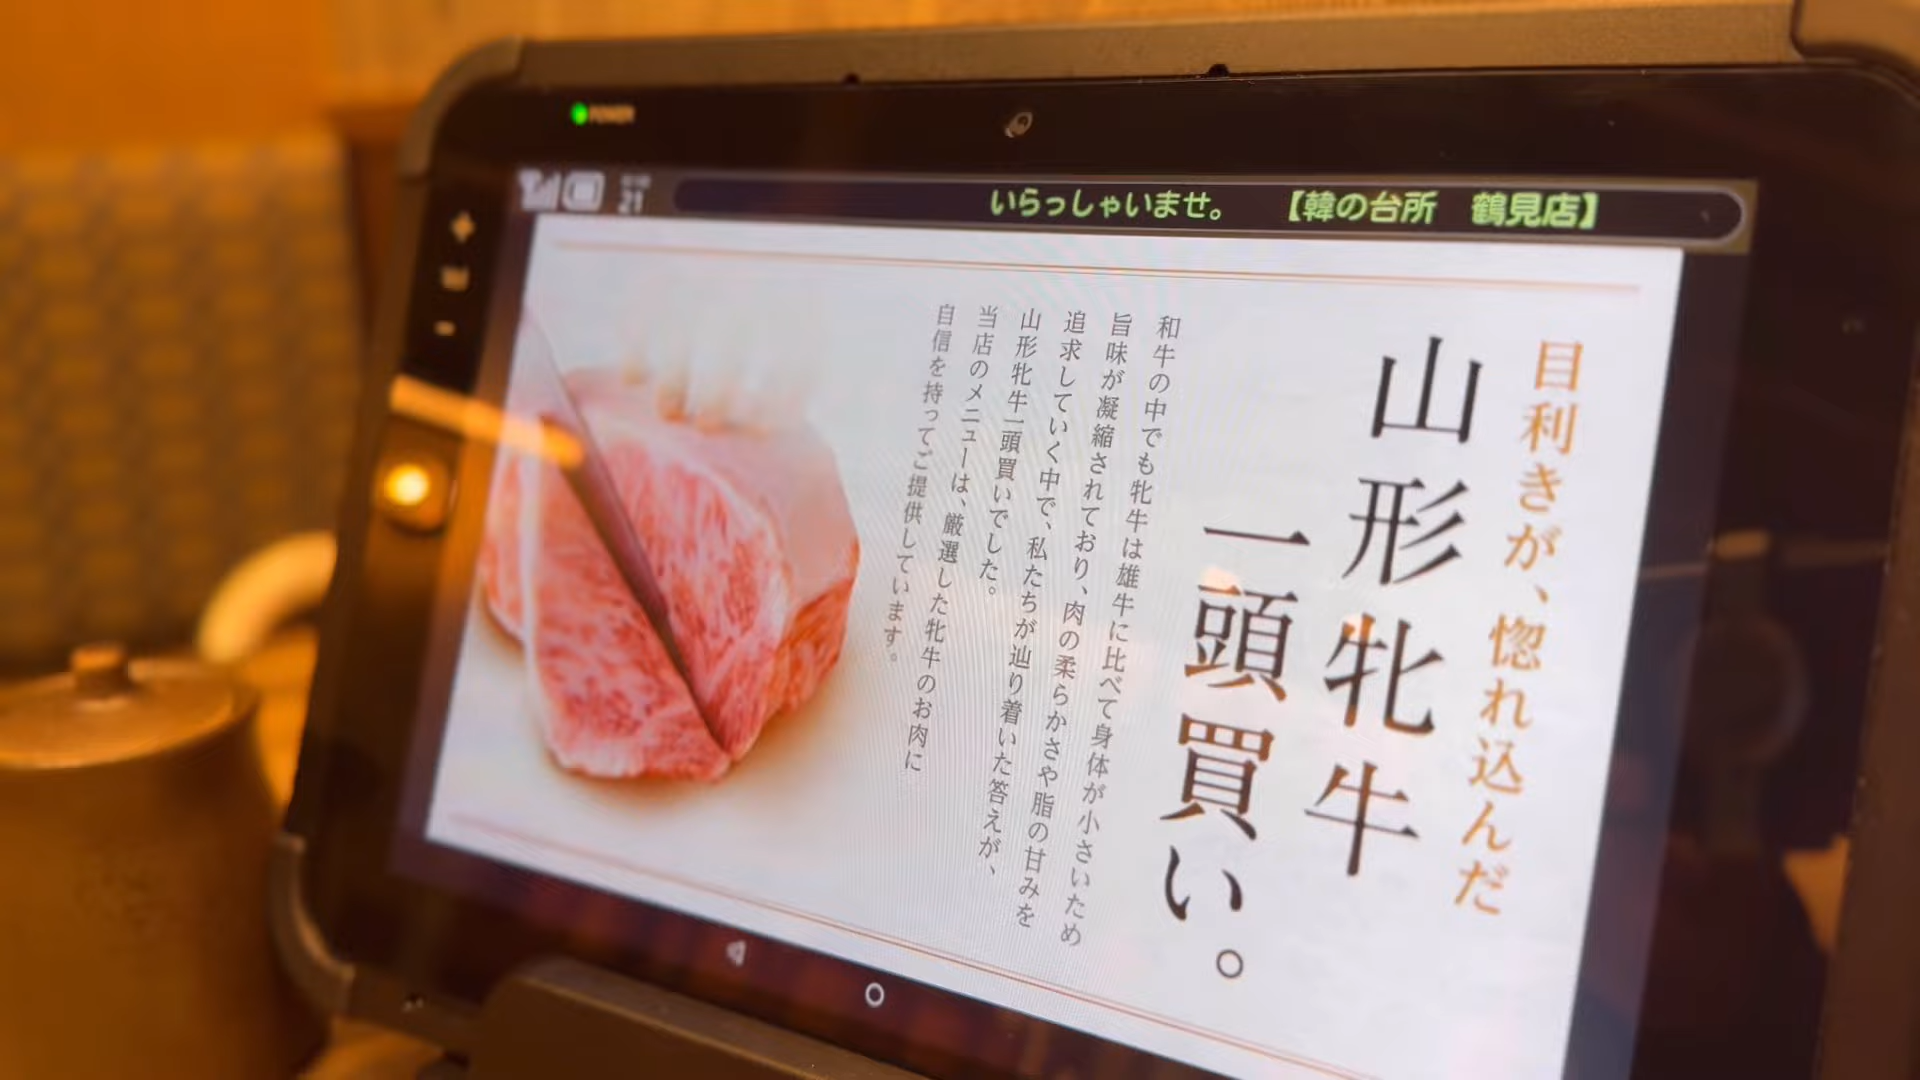 POWER
21
いらっしゃいませ。　【韓の台所　鶴見店】
目利きが、惚れ込んだ
山形牝牛
一頭買い。
和牛の中でも牝牛は雄牛に比べて身体が小さいため
旨味が凝縮されており、肉の柔らかさや脂の甘みを
追求していく中で、私たちが辿り着いた答えが、
山形牝牛一頭買いでした。
当店のメニューは、厳選した牝牛のお肉に
自信を持ってご提供しています。